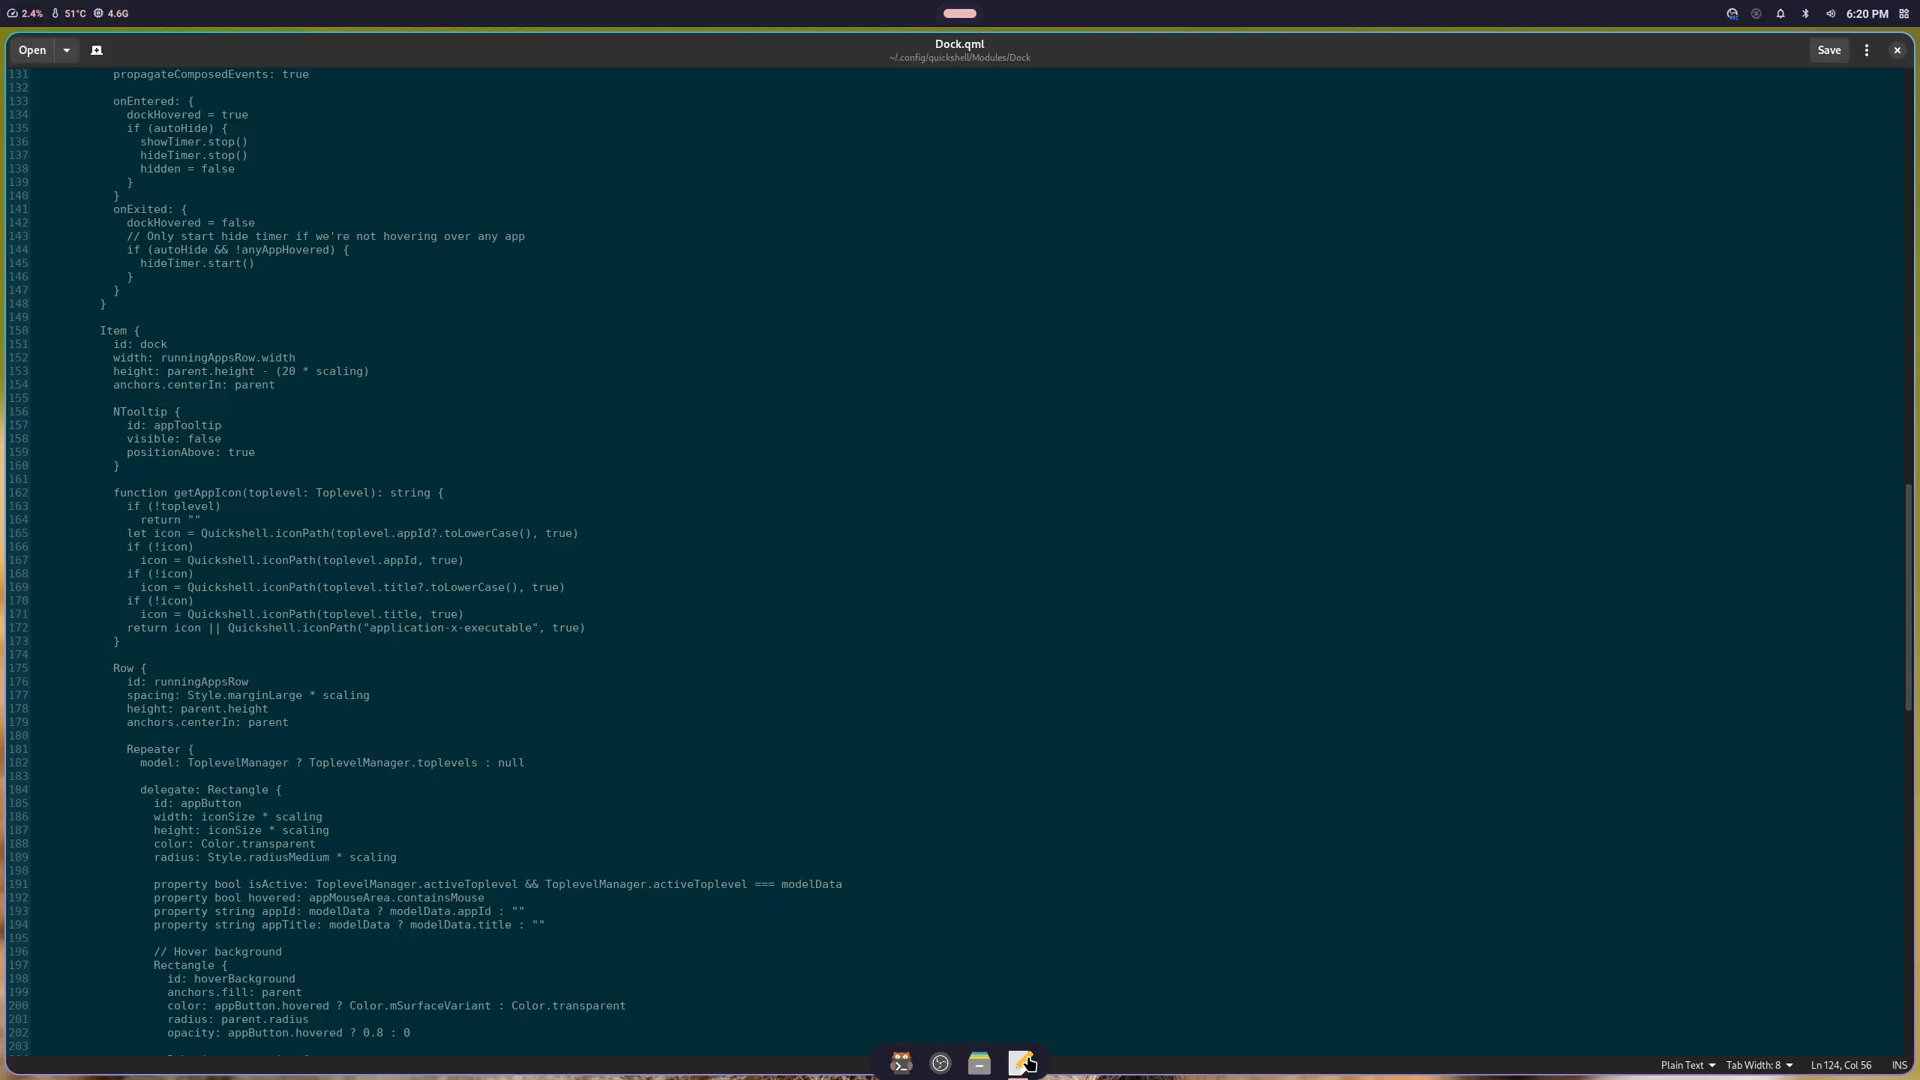 2.4% 51°C 4.6G
6:20 PM
Open
Dock.qml
~/.config/quickshell/Modules/Dock
Save
131 propagateComposedEvents: true
132
133 onEntered: {
134 dockHovered = true
135 if (autoHide) {
136 showTimer.stop()
137 hideTimer.stop()
138 hidden = false
139 }
140 }
141 onExited: {
142 dockHovered = false
143 // Only start hide timer if we're not hovering over any app
144 if (autoHide && !anyAppHovered) {
145 hideTimer.start()
146 }
147 }
148 }
149
150 Item {
151 id: dock
152 width: runningAppsRow.width
153 height: parent.height - (20 * scaling)
154 anchors.centerIn: parent
155
156 NTooltip {
157 id: appTooltip
158 visible: false
159 positionAbove: true
160 }
161
162 function getAppIcon(toplevel: Toplevel): string {
163 if (!toplevel)
164 return ""
165 let icon = Quickshell.iconPath(toplevel.appId?.toLowerCase(), true)
166 if (!icon)
167 icon = Quickshell.iconPath(toplevel.appId, true)
168 if (!icon)
169 icon = Quickshell.iconPath(toplevel.title?.toLowerCase(), true)
170 if (!icon)
171 icon = Quickshell.iconPath(toplevel.title, true)
172 return icon || Quickshell.iconPath("application-x-executable", true)
173 }
174
175 Row {
176 id: runningAppsRow
177 spacing: Style.marginLarge * scaling
178 height: parent.height
179 anchors.centerIn: parent
180
181 Repeater {
182 model: ToplevelManager ? ToplevelManager.toplevels : null
183
184 delegate: Rectangle {
185 id: appButton
186 width: iconSize * scaling
187 height: iconSize * scaling
188 color: Color.transparent
189 radius: Style.radiusMedium * scaling
190
191 property bool isActive: ToplevelManager.activeToplevel && ToplevelManager.activeToplevel === modelData
192 property bool hovered: appMouseArea.containsMouse
193 property string appId: modelData ? modelData.appId : ""
194 property string appTitle: modelData ? modelData.title : ""
195
196 // Hover background
197 Rectangle {
198 id: hoverBackground
199 anchors.fill: parent
200 color: appButton.hovered ? Color.mSurfaceVariant : Color.transparent
201 radius: parent.radius
202 opacity: appButton.hovered ? 0.8 : 0
203
Plain Text Tab Width: 8 Ln 124, Col 56 INS